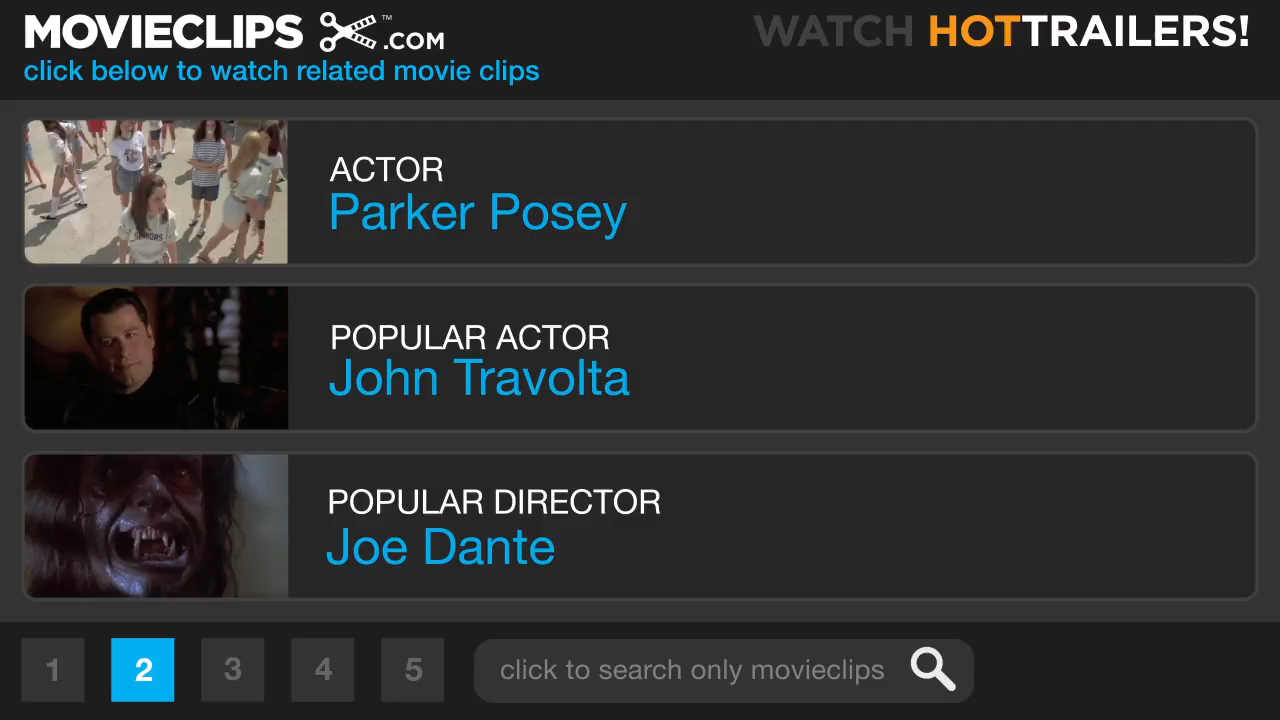 MOVIECLIPS ™ .COM
WATCH HOTTRAILERS!
click below to watch related movie clips
SENIORS
ACTOR
Parker Posey
POPULAR ACTOR
John Travolta
POPULAR DIRECTOR
Joe Dante
1 2 3 4 5
click to search only movieclips